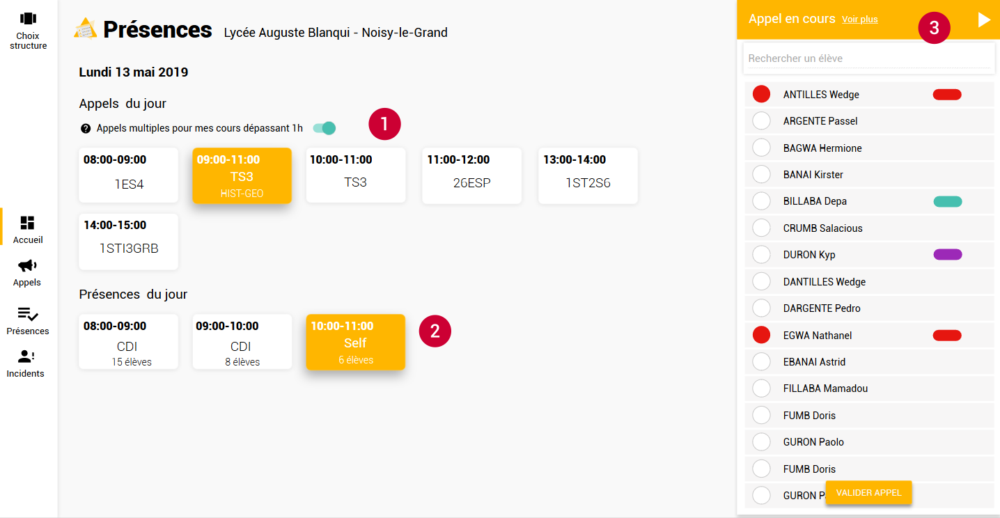 Choix
structure
Accueil
Appels
Présences
Incidents
Présences Lycée Auguste Blanqui - Noisy-le-Grand
Lundi 13 mai 2019
Appels du jour
? Appels multiples pour mes cours dépassant 1h
1
08:00-09:00
1ES4
09:00-11:00
TS3
HIST-GEO
10:00-11:00
TS3
11:00-12:00
26ESP
13:00-14:00
1ST2S6
14:00-15:00
1STI3GRB
Présences du jour
08:00-09:00
CDI
15 élèves
09:00-10:00
CDI
8 élèves
10:00-11:00
Self
6 élèves
2
Appel en cours Voir plus
3
Rechercher un élève
ANTILLES Wedge
ARGENTE Passel
BAGWA Hermione
BANAI Kirster
BILLABA Depa
CRUMB Salacious
DURON Kyp
DANTILLES Wedge
DARGENTE Pedro
EGWA Nathanel
EBANAI Astrid
FILLABA Mamadou
FUMB Doris
GURON Paolo
FUMB Doris
GURON
VALIDER APPEL